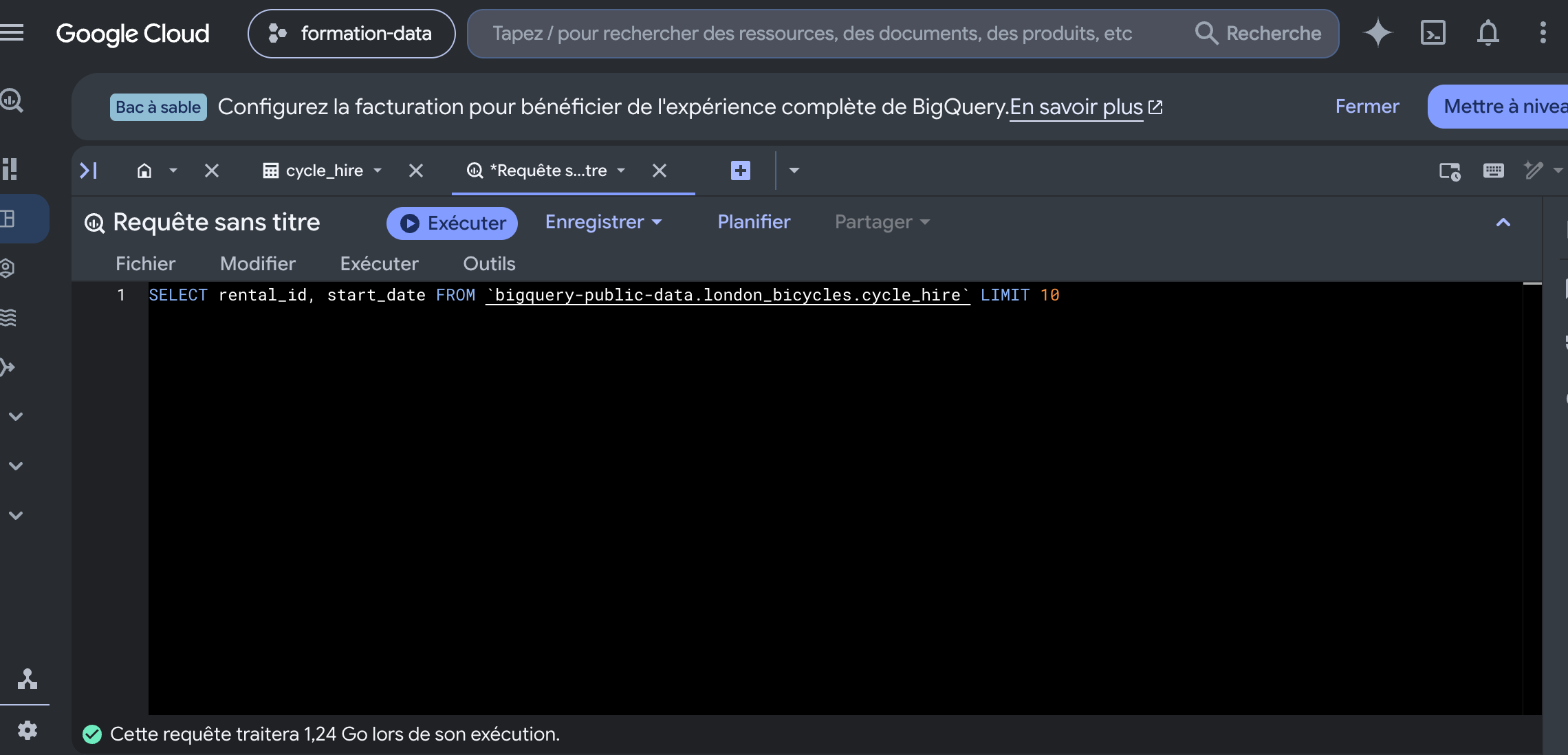 Google Cloud
formation-data
Tapez / pour rechercher des ressources, des documents, des produits, etc
Recherche
Bac à sable
Configurez la facturation pour bénéficier de l'expérience complète de BigQuery.En savoir plus
Fermer
Mettre à nivea
cycle_hire
*Requête s...tre
Requête sans titre
Exécuter
Enregistrer
Planifier
Partager
Fichier
Modifier
Exécuter
Outils
1 SELECT rental_id, start_date FROM `bigquery-public-data.london_bicycles.cycle_hire` LIMIT 10
Cette requête traitera 1,24 Go lors de son exécution.